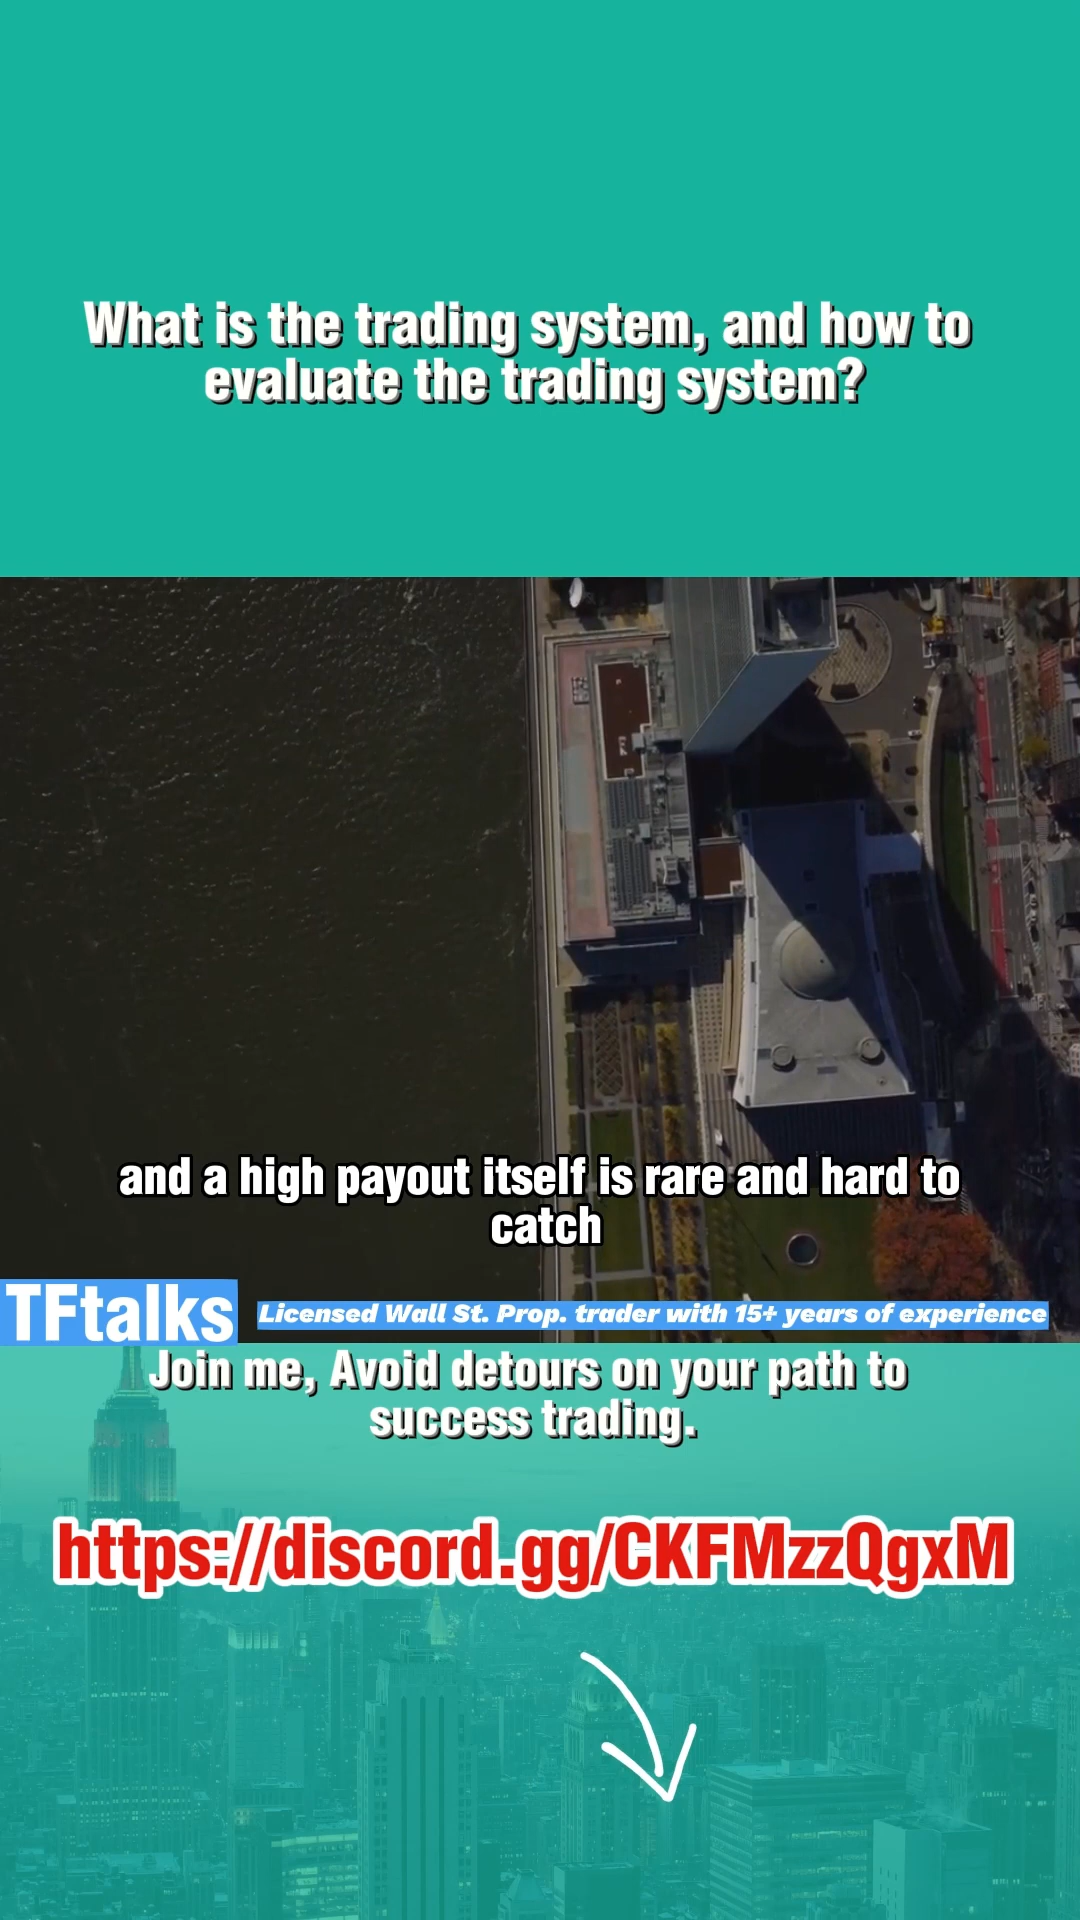 What is the trading system, and how to
evaluate the trading system?
and a high payout itself is rare and hard to
catch
TFtalks
Licensed Wall St. Prop. trader with 15+ years of experience
Join me, Avoid detours on your path to
success trading.
https://discord.gg/CKFMzzQgxM